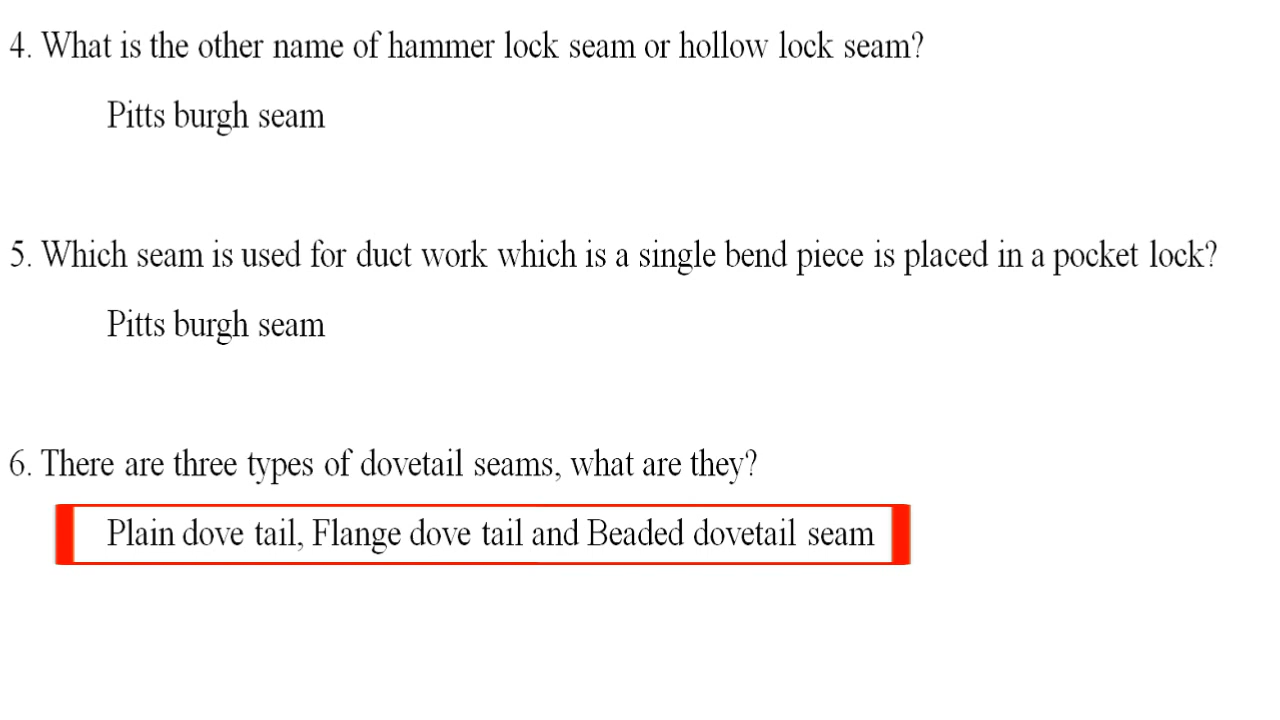 4. What is the other name of hammer lock seam or hollow lock seam?
Pitts burgh seam
5. Which seam is used for duct work which is a single bend piece is placed in a pocket lock?
Pitts burgh seam
6. There are three types of dovetail seams, what are they?
Plain dove tail, Flange dove tail and Beaded dovetail seam